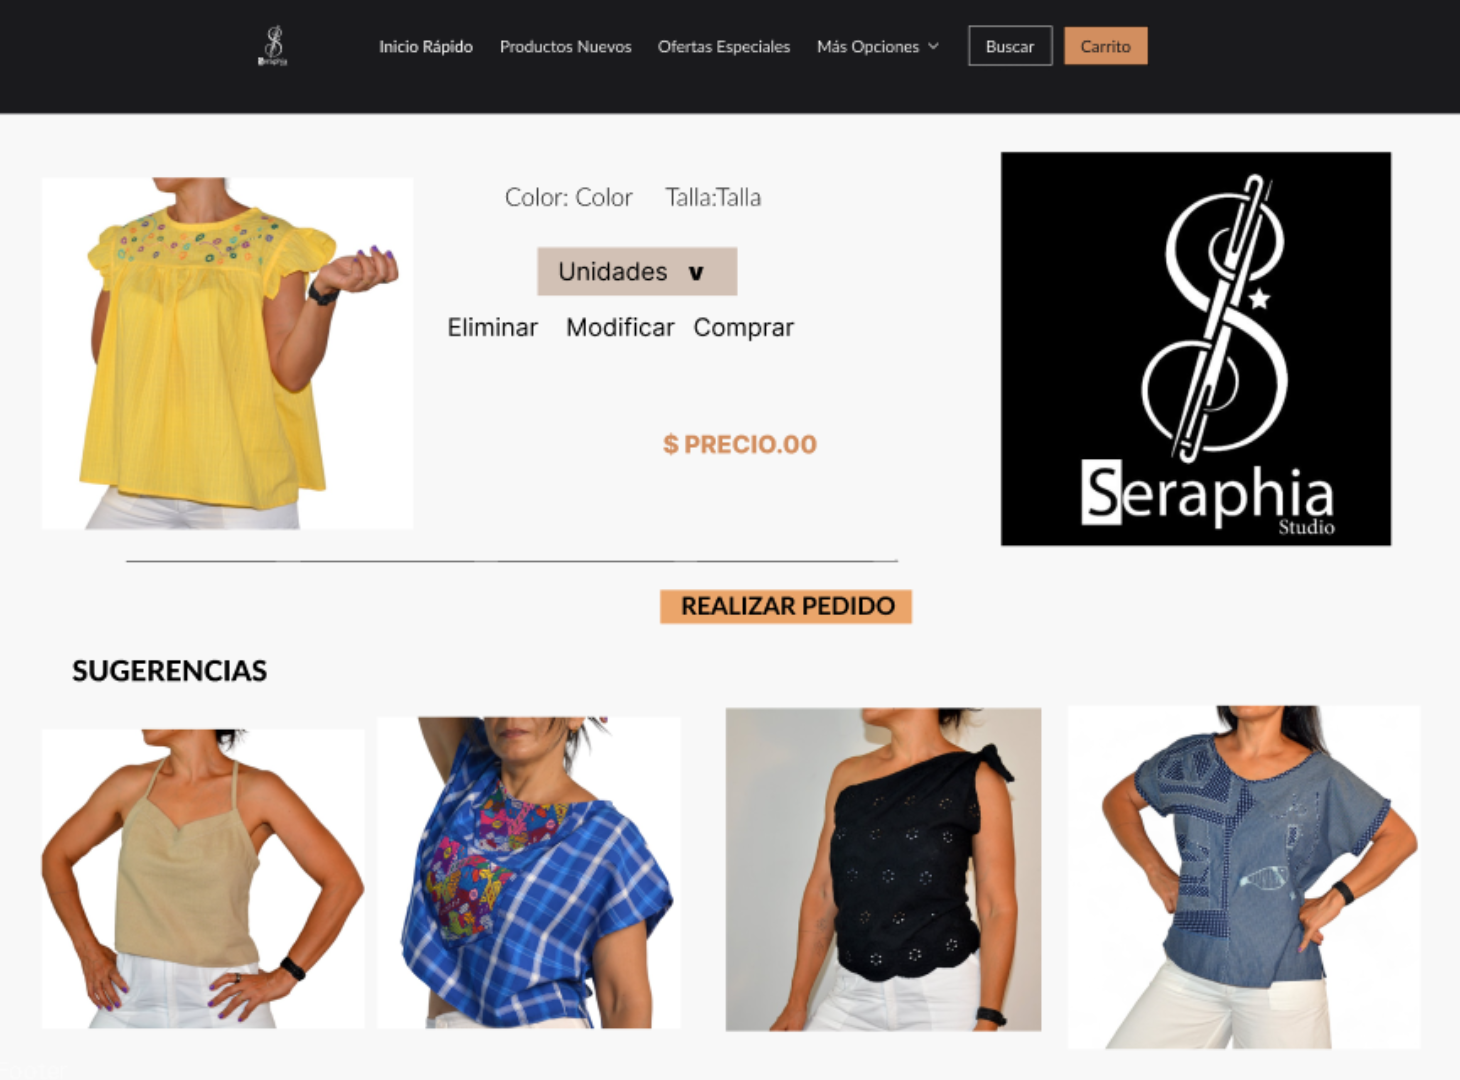 Seraphia
Inicio Rápido Productos Nuevos Ofertas Especiales Más Opciones Buscar Carrito
Color: Color Talla:Talla
Unidades v
Eliminar Modificar Comprar
$ PRECIO.00
Seraphia
Studio
REALIZAR PEDIDO
SUGERENCIAS